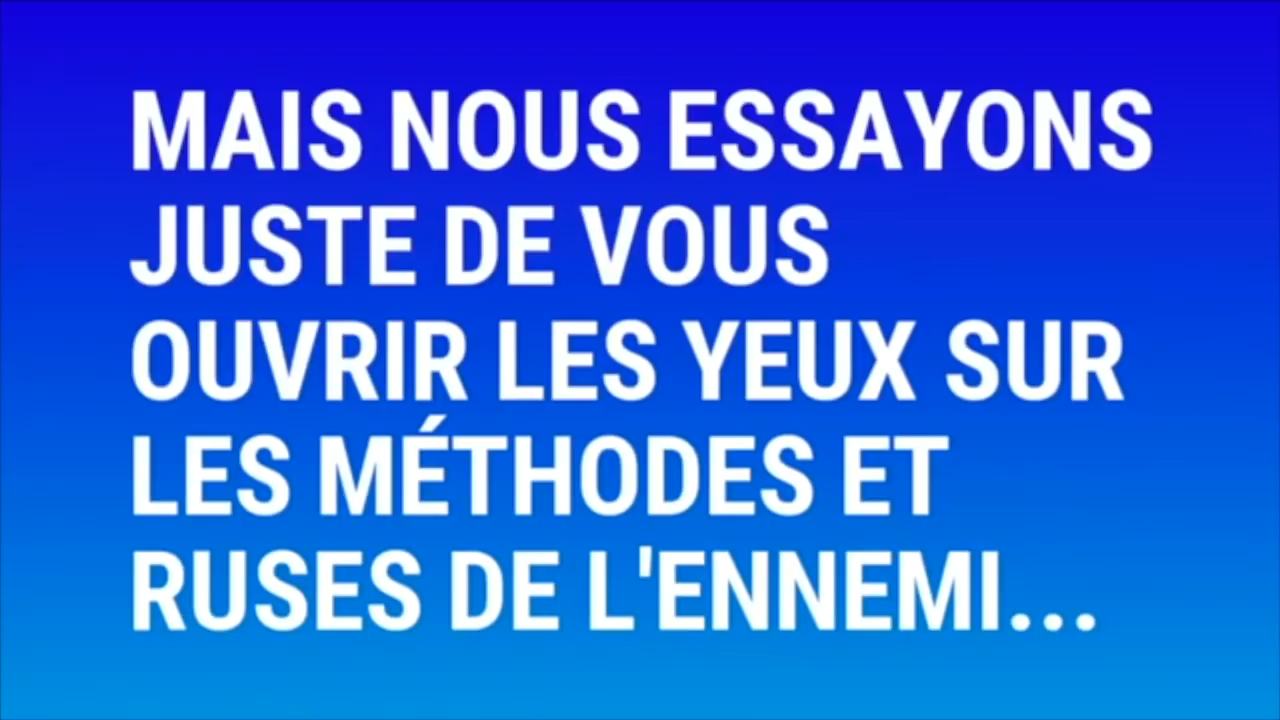 MAIS NOUS ESSAYONS
JUSTE DE VOUS
OUVRIR LES YEUX SUR
LES MÉTHODES ET
RUSES DE L'ENNEMI...